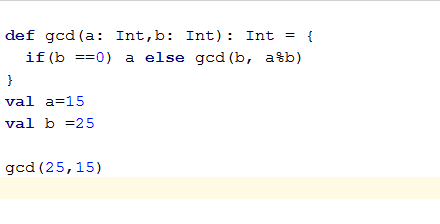 def gcd(a: Int,b: Int): Int = {
  if(b ==0) a else gcd(b, a%b)
}
val a=15
val b =25
gcd(25,15)